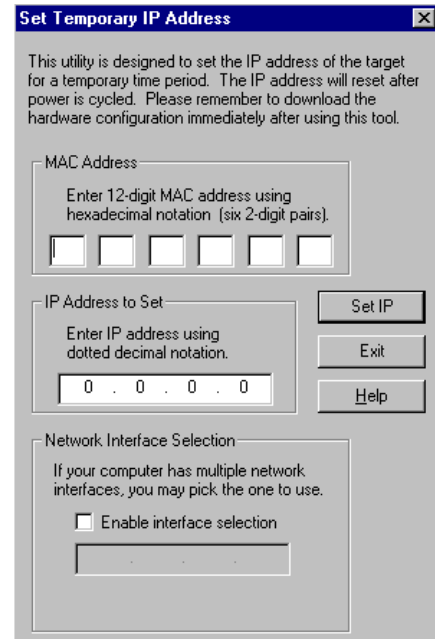 Set Temporary IP Address
This utility is designed to set the IP address of the target
for a temporary time period. The IP address will reset after
power is cycled. Please remember to download the
hardware configuration immediately after using this tool.
MAC Address
Enter 12-digit MAC address using
hexadecimal notation (six 2-digit pairs).
IP Address to Set
Enter IP address using
dotted decimal notation.
0 . 0 . 0 . 0
Set IP
Exit
Help
Network Interface Selection
If your computer has multiple network
interfaces, you may pick the one to use.
Enable interface selection
. . .